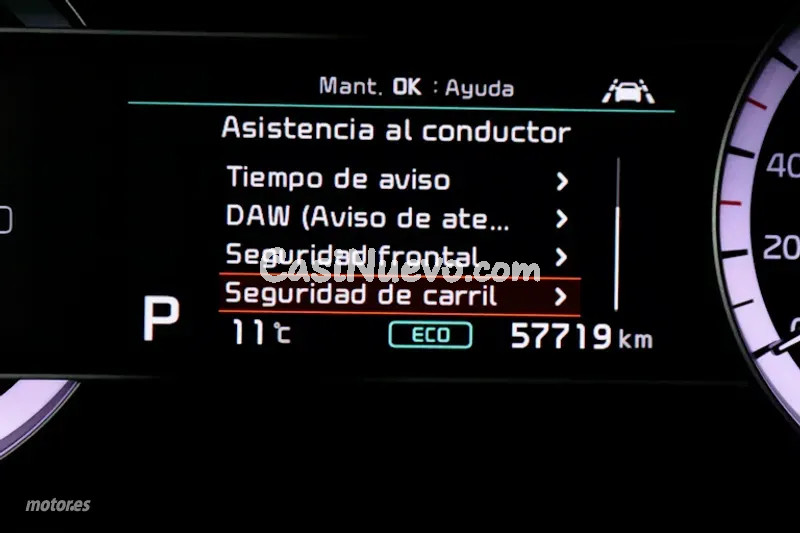 Mant. OK : Ayuda
Asistencia al conductor
Tiempo de aviso
DAW (Aviso de ate...
Seguridad frontal
CasiNuevo.com
Seguridad de carril
P
11°C
ECO
57719 km
40
20
0
motor.es